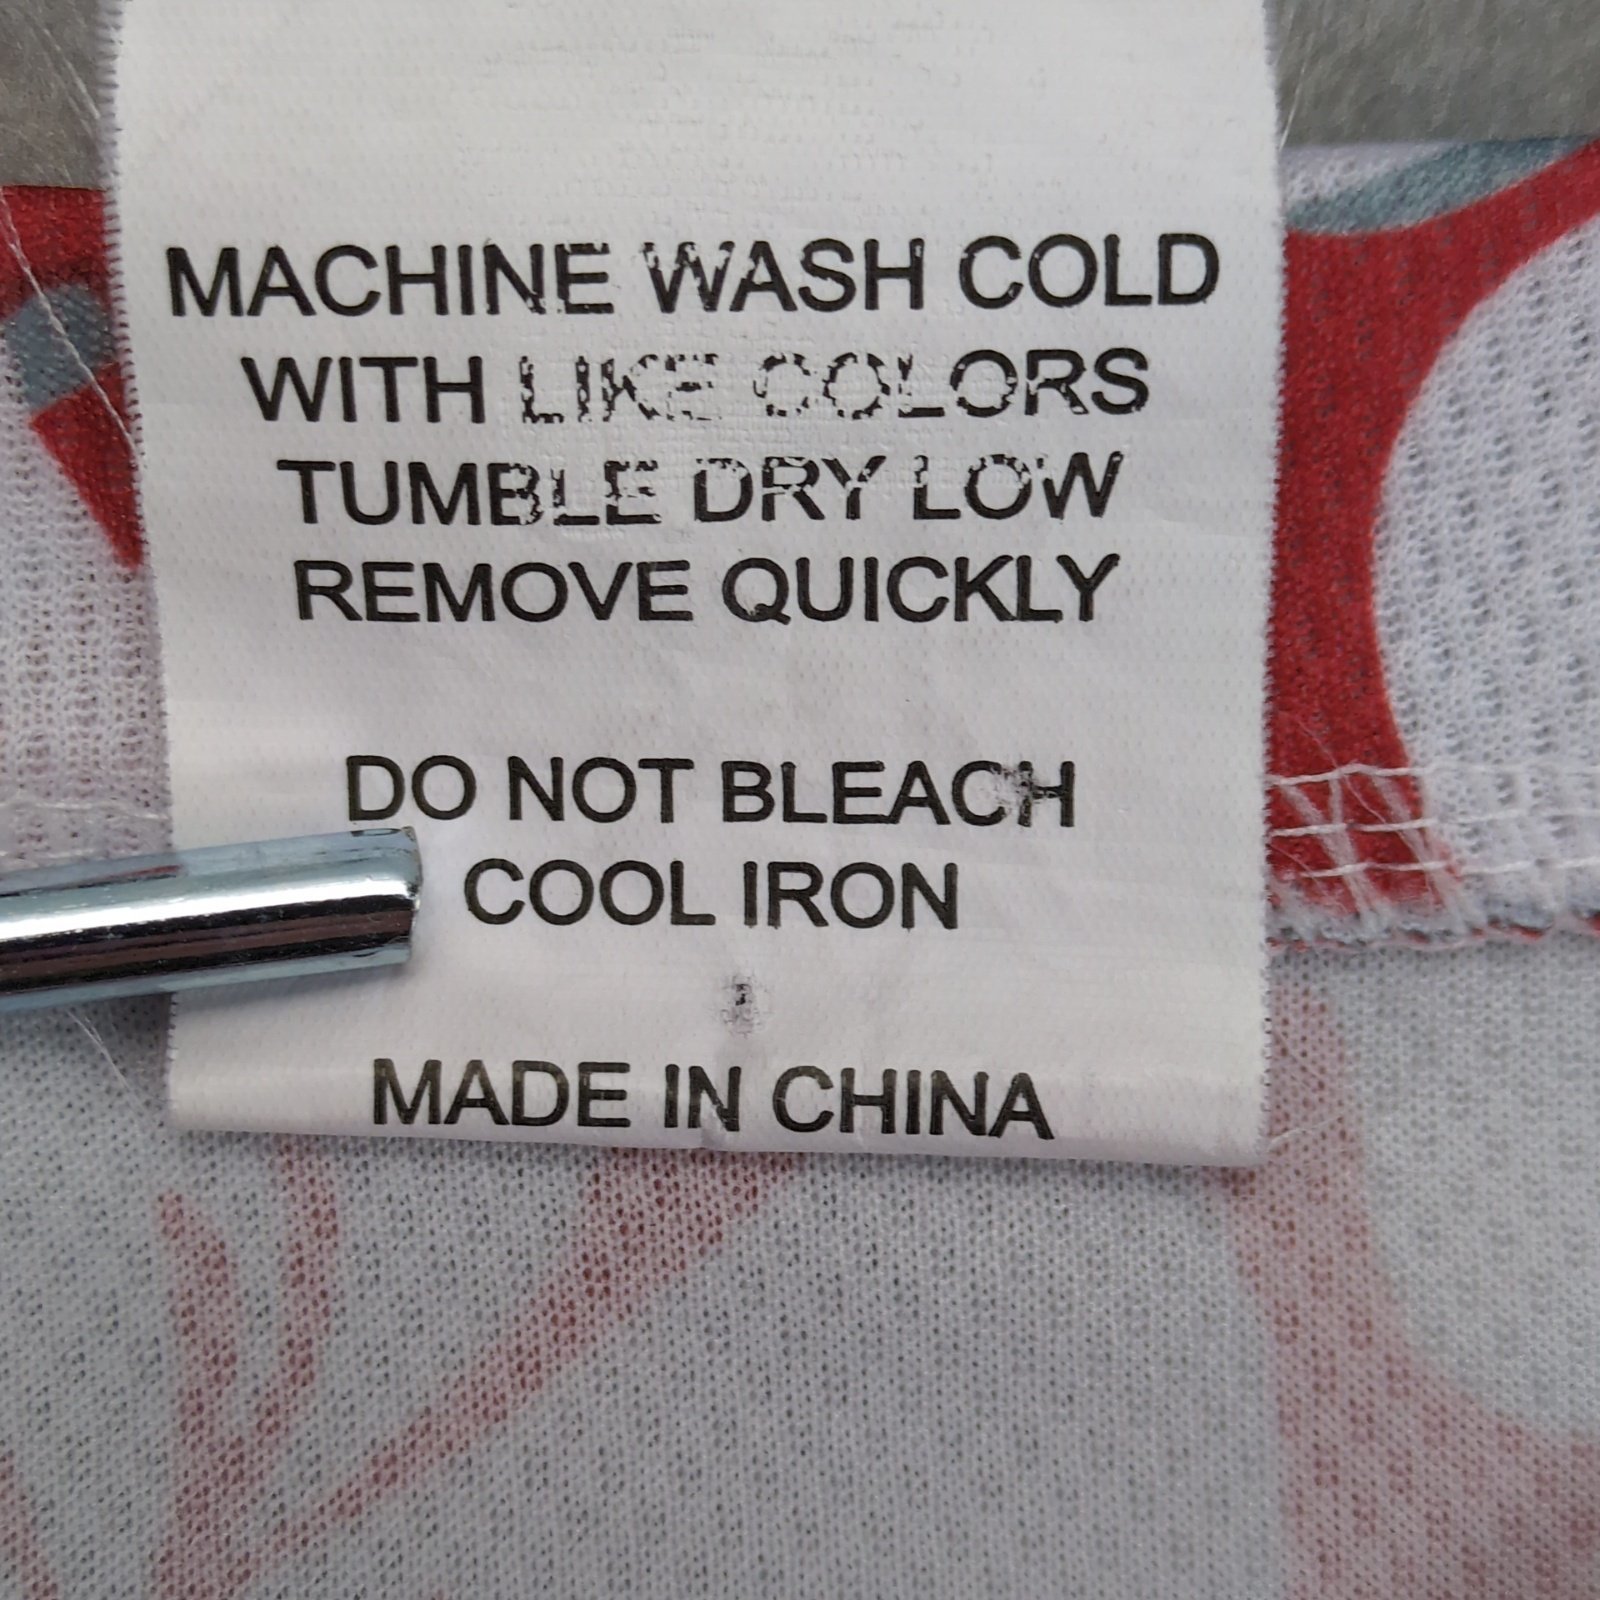 MACHINE WASH COLD
WITH LIKE COLORS
TUMBLE DRY LOW
REMOVE QUICKLY
DO NOT BLEACH
COOL IRON
MADE IN CHINA